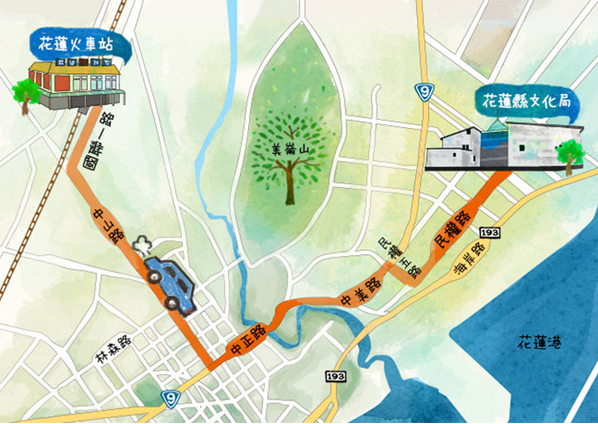 花蓮火車站
9
花蓮縣文化局
國聯一路
美崙山
中山路
民權路
193
民權五路
海岸路
中美路
林森路
中正路
花蓮港
193
9